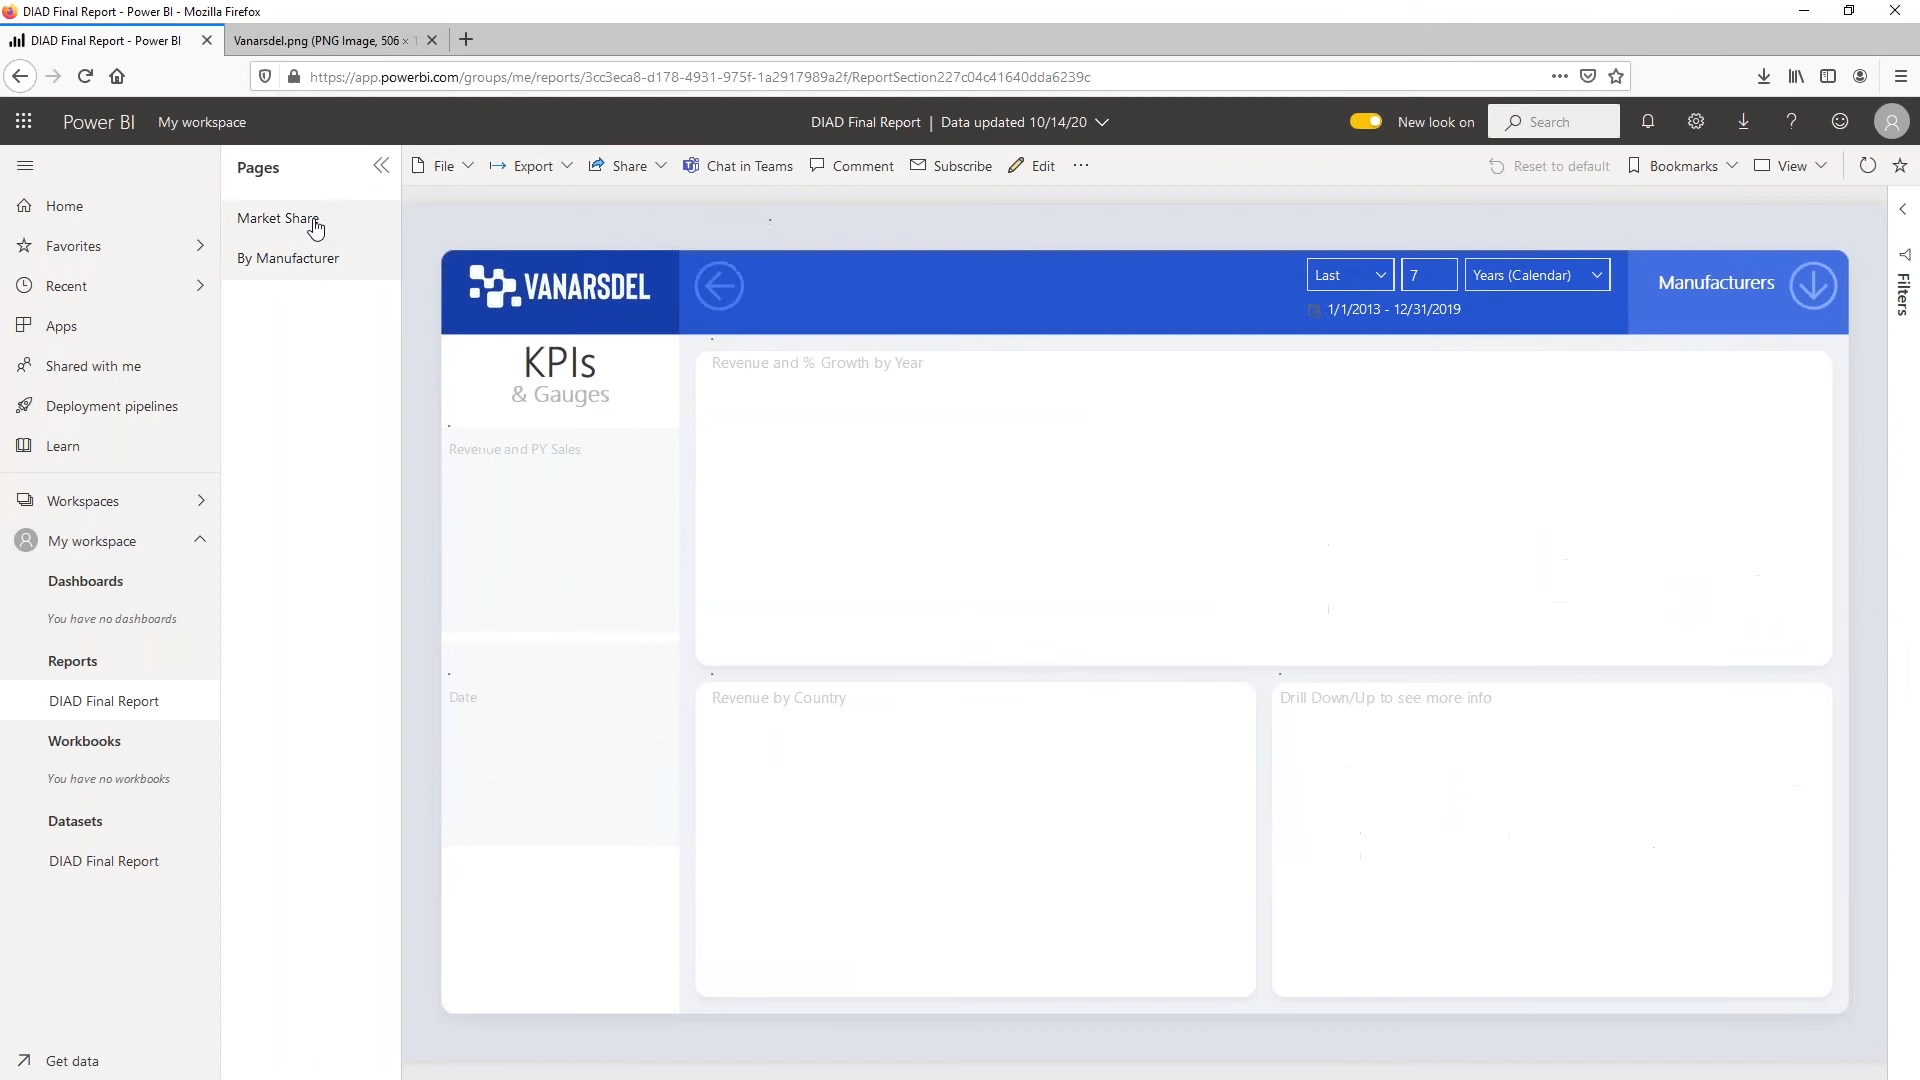 DIAD Final Report - Power BI - Mozilla Firefox
DIAD Final Report - Power BI
Vanarsdel.png (PNG Image, 506 ×
https://app.powerbi.com/groups/me/reports/3cc3eca8-d178-4931-975f-1a2917989a2f/ReportSection227c04c41640dda6239c
Power BI My workspace
DIAD Final Report | Data updated 10/14/20
New look on
Search
Pages
File Export Share Chat in Teams Comment Subscribe Edit ...
Reset to default Bookmarks View
Home
Favorites
Recent
Apps
Shared with me
Deployment pipelines
Learn
Workspaces
My workspace
Dashboards
You have no dashboards
Reports
DIAD Final Report
Workbooks
You have no workbooks
Datasets
DIAD Final Report
Get data
Market Share
By Manufacturer
VANARSDEL
Last 7 Years (Calendar)
1/1/2013 - 12/31/2019
Manufacturers
KPIs
& Gauges
Revenue and PY Sales
Date
Revenue and % Growth by Year
Revenue by Country
Drill Down/Up to see more info
Filters